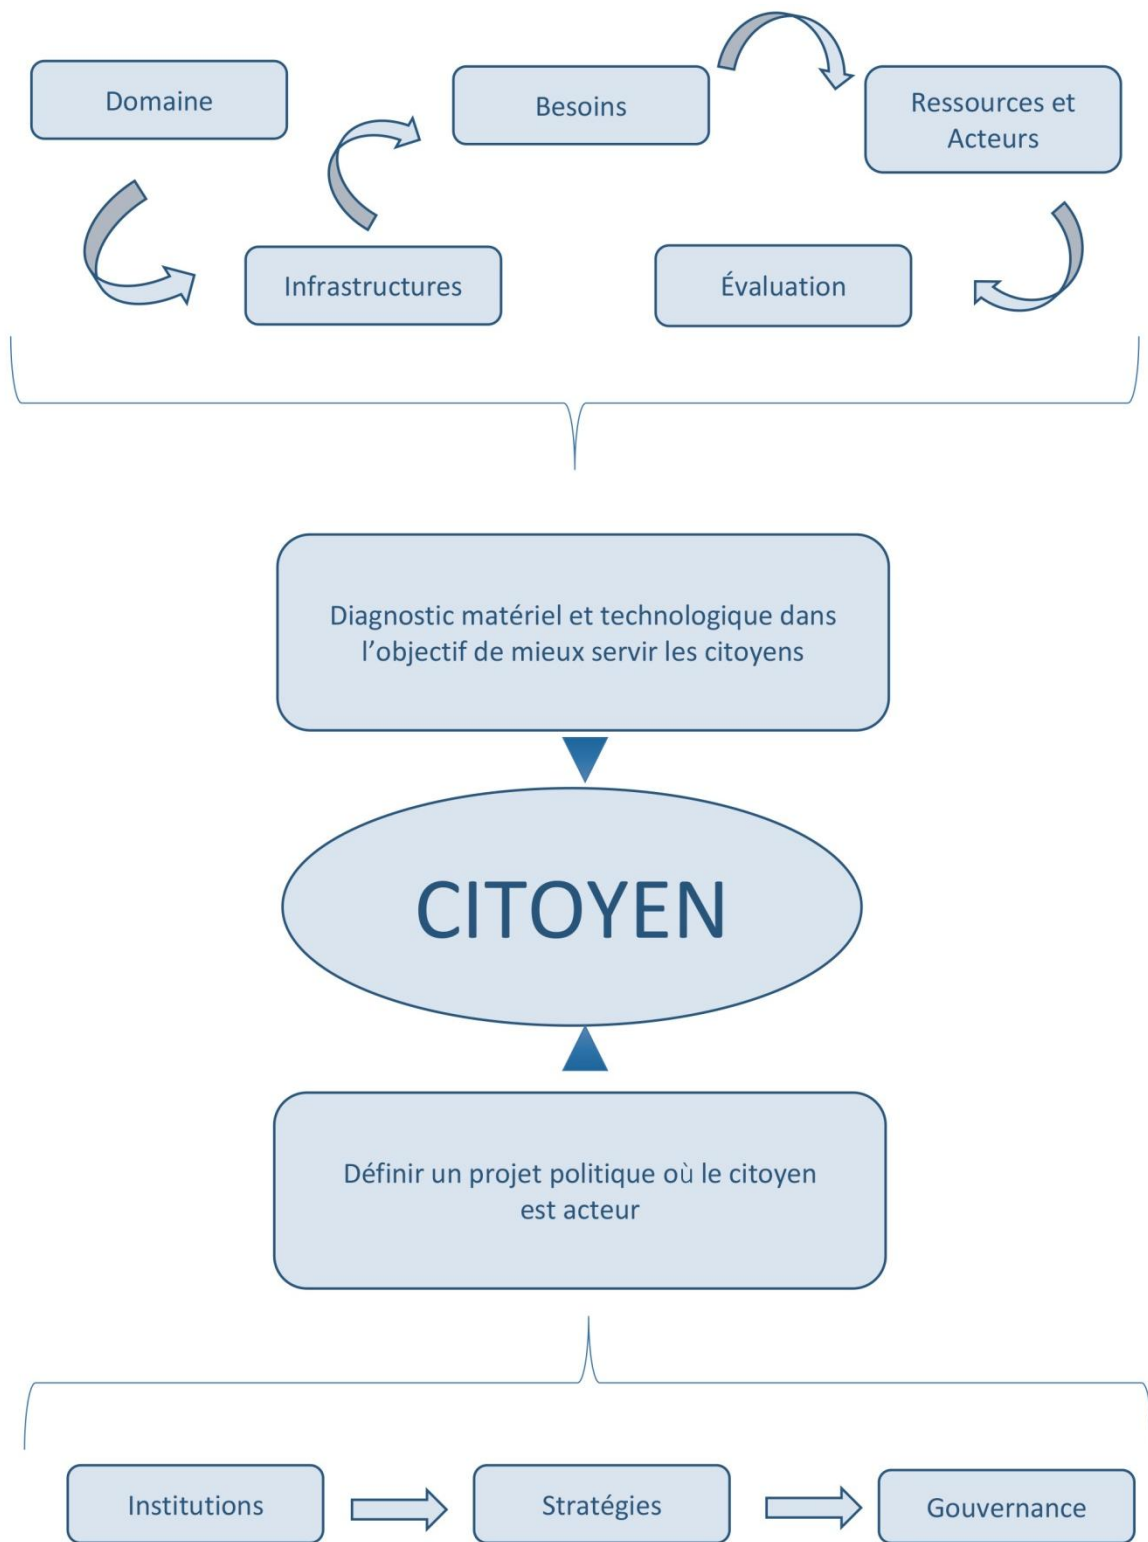 Domaine
Besoins
Ressources et
Acteurs
Infrastructures
Évaluation
Diagnostic matériel et technologique dans
l’objectif de mieux servir les citoyens
CITOYEN
Définir un projet politique où le citoyen
est acteur
Institutions
Stratégies
Gouvernance